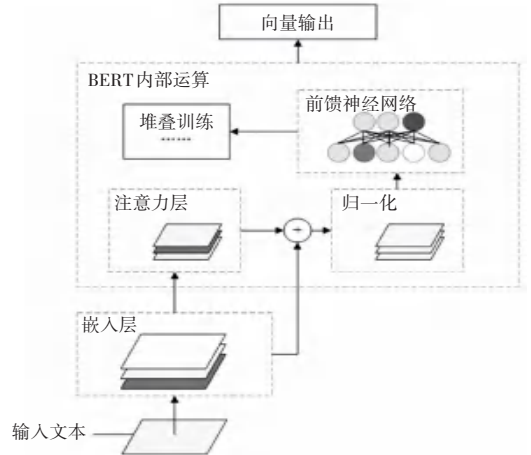 向量输出
BERT内部运算
前馈神经网络
堆叠训练
······
注意力层
归一化
+
嵌入层
输入文本